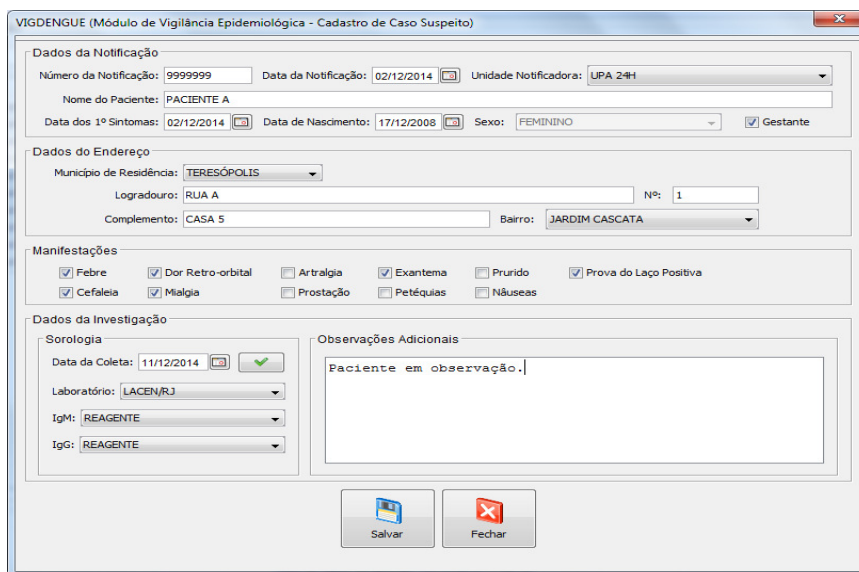 VIGDENGUE (Módulo de Vigilância Epidemiológica - Cadastro de Caso Suspeito)
Dados da Notificação
Número da Notificação: 9999999 Data da Notificação: 02/12/2014 Unidade Notificadora: UPA 24H
Nome do Paciente: PACIENTE A
Data dos 1º Sintomas: 02/12/2014 Data de Nascimento: 17/12/2008 Sexo: FEMININO Gestante
Dados do Endereço
Município de Residência: TERESÓPOLIS
Logradouro: RUA A Nº: 1
Complemento: CASA 5 Bairro: JARDIM CASCATA
Manifestações
Febre Dor Retro-orbital Artralgia Exantema Prurido Prova do Laço Positiva
Cefaleia Mialgia Prostação Petéquias Nâuseas
Dados da Investigação
Sorologia
Data da Coleta: 11/12/2014
Laboratório: LACEN/RJ
IgM: REAGENTE
IgG: REAGENTE
Observações Adicionais
Paciente em observação.
Salvar Fechar